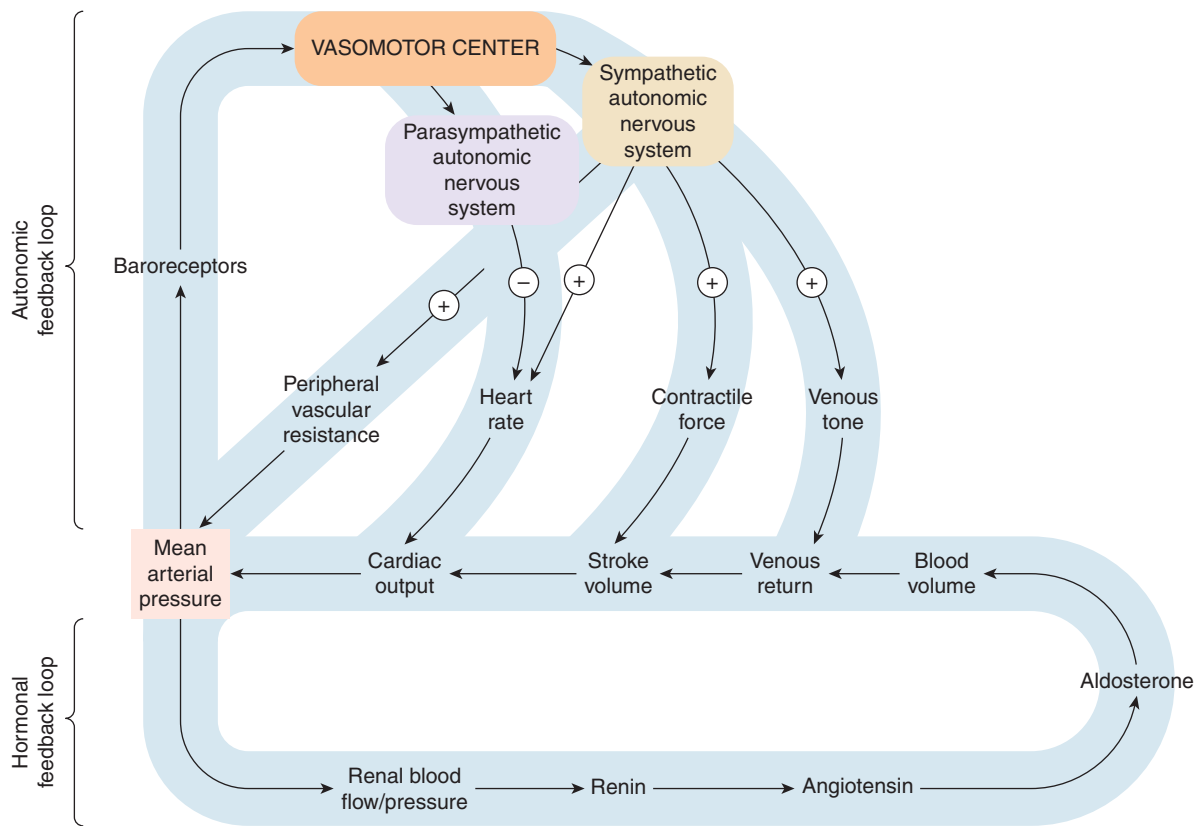 VASOMOTOR CENTER
Sympathetic
autonomic
nervous
system
Parasympathetic
autonomic
nervous
system
Autonomic
feedback loop
Baroreceptors
+
−
+
+
+
Peripheral
vascular
resistance
Heart
rate
Contractile
force
Venous
tone
Mean
arterial
pressure
Cardiac
output
Stroke
volume
Venous
return
Blood
volume
Hormonal
feedback loop
Aldosterone
Renal blood
flow/pressure
Renin
Angiotensin